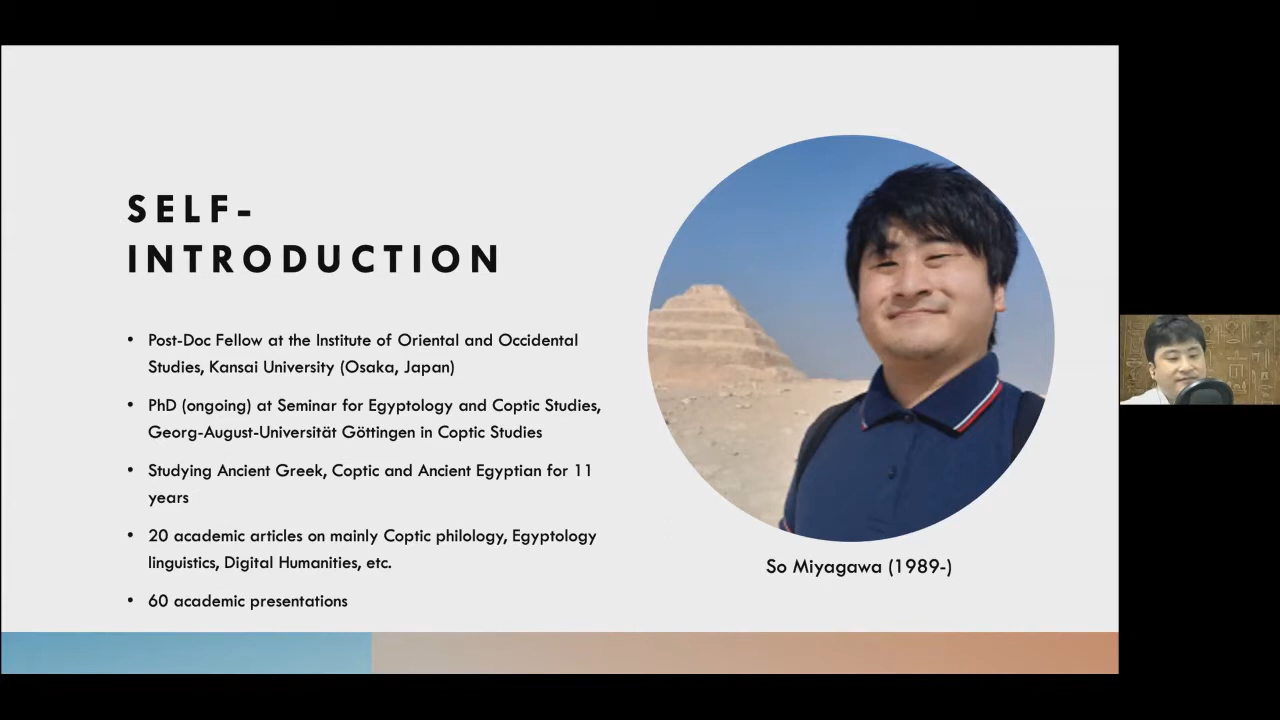 SELF-
INTRODUCTION
• Post-Doc Fellow at the Institute of Oriental and Occidental
Studies, Kansai University (Osaka, Japan)
• PhD (ongoing) at Seminar for Egyptology and Coptic Studies,
Georg-August-Universität Göttingen in Coptic Studies
• Studying Ancient Greek, Coptic and Ancient Egyptian for 11
years
• 20 academic articles on mainly Coptic philology, Egyptology
linguistics, Digital Humanities, etc.
• 60 academic presentations
So Miyagawa (1989-)